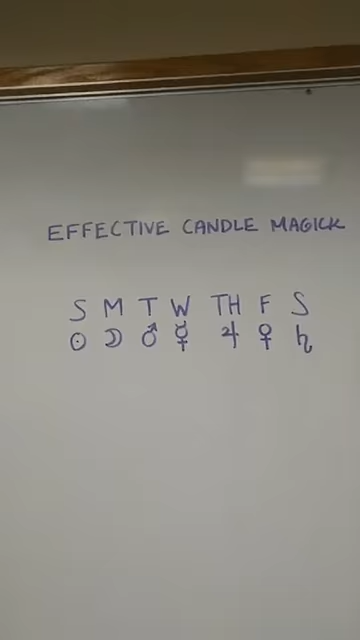 EFFECTIVE CANDLE MAGICK
S M T W TH F S
☉ ☽ ♂ ☿ ♃ ♀ ♄